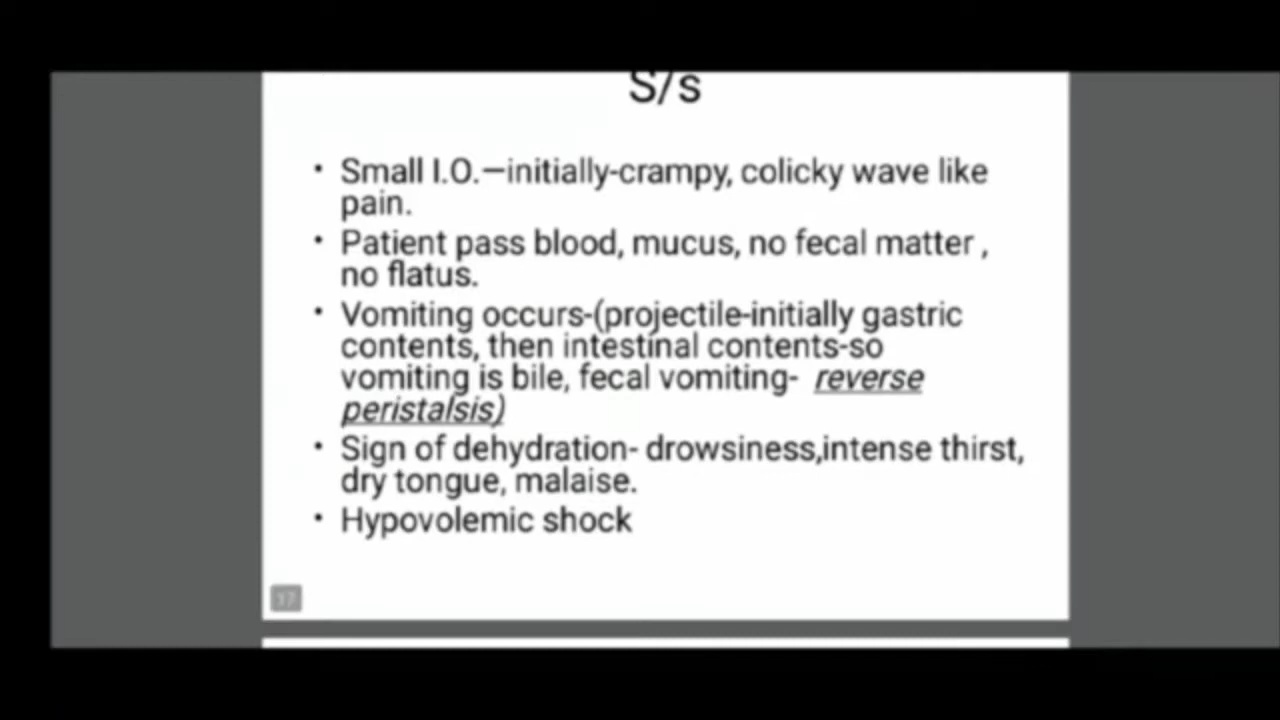 S/s
• Small I.O.–initially-crampy, colicky wave like
pain.
• Patient pass blood, mucus, no fecal matter ,
no flatus.
• Vomiting occurs-(projectile-initially gastric
contents, then intestinal contents-so
vomiting is bile, fecal vomiting- reverse
peristalsis)
• Sign of dehydration- drowsiness,intense thirst,
dry tongue, malaise.
• Hypovolemic shock
17